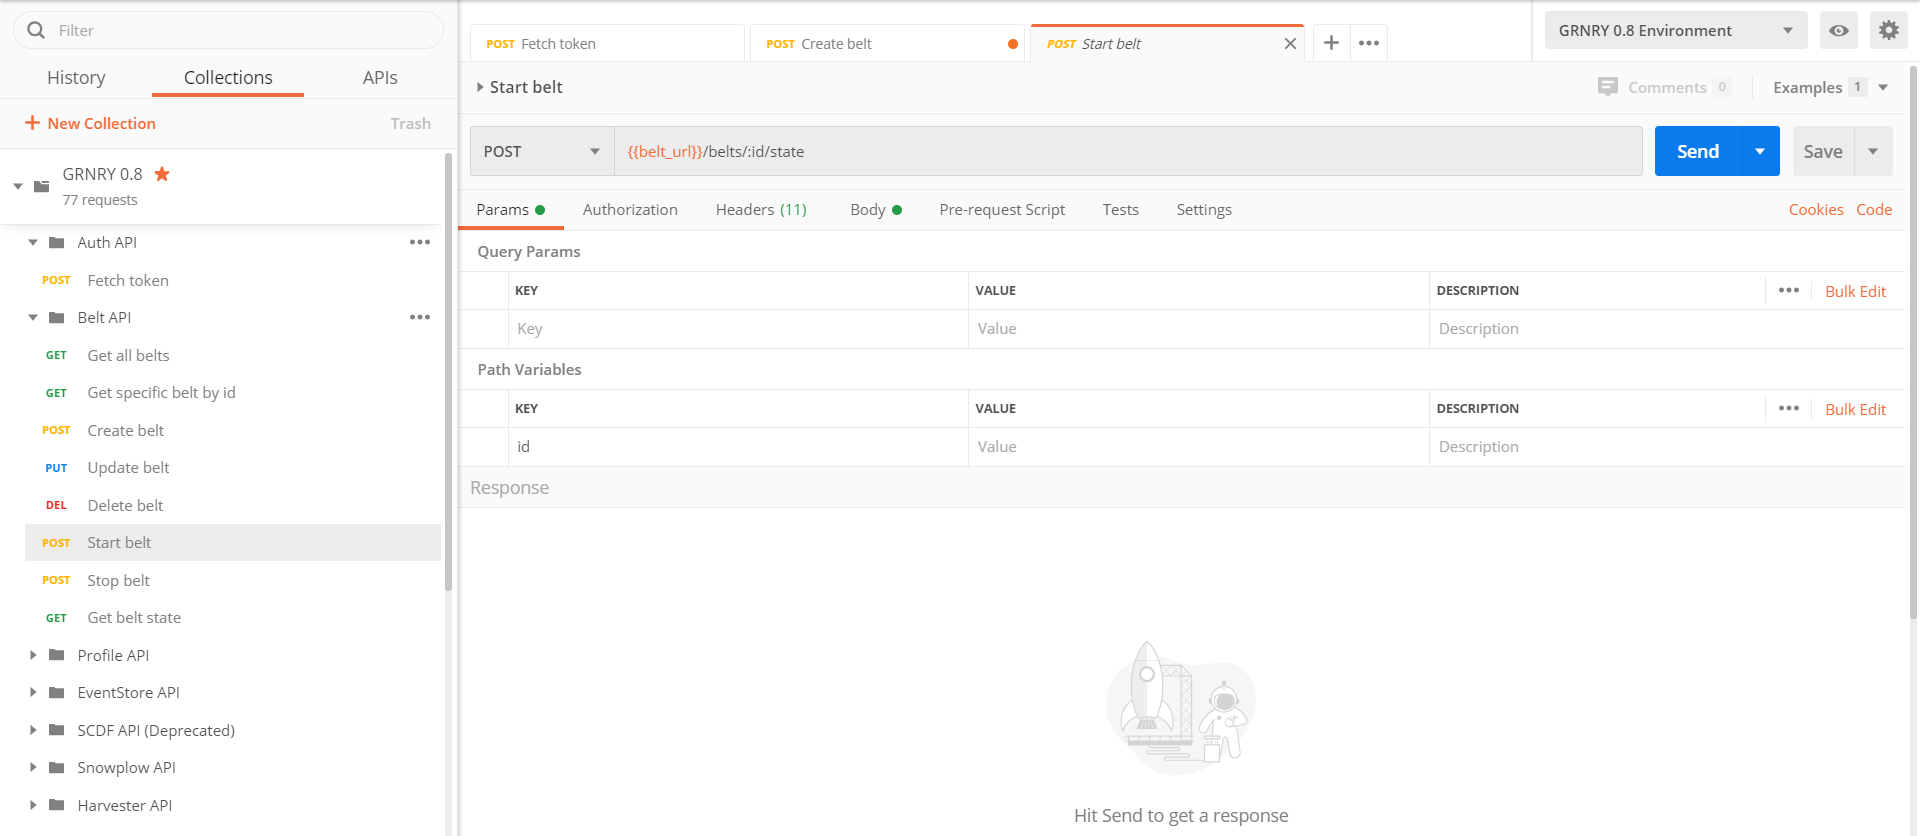 Filter
History
Collections
APIs
New Collection
Trash
GRNRY 0.8
77 requests
Auth API
POST Fetch token
Belt API
GET Get all belts
GET Get specific belt by id
POST Create belt
PUT Update belt
DEL Delete belt
POST Start belt
POST Stop belt
GET Get belt state
Profile API
EventStore API
SCDF API (Deprecated)
Snowplow API
Harvester API
POST Fetch token
POST Create belt
POST Start belt
GRNRY 0.8 Environment
Start belt
Comments 0
Examples 1
POST
{{belt_url}}/belts/:id/state
Send
Save
Params
Authorization
Headers (11)
Body
Pre-request Script
Tests
Settings
Cookies
Code
Query Params
KEY VALUE DESCRIPTION Bulk Edit
Key Value Description
Path Variables
KEY VALUE DESCRIPTION Bulk Edit
id Value Description
Response
Hit Send to get a response